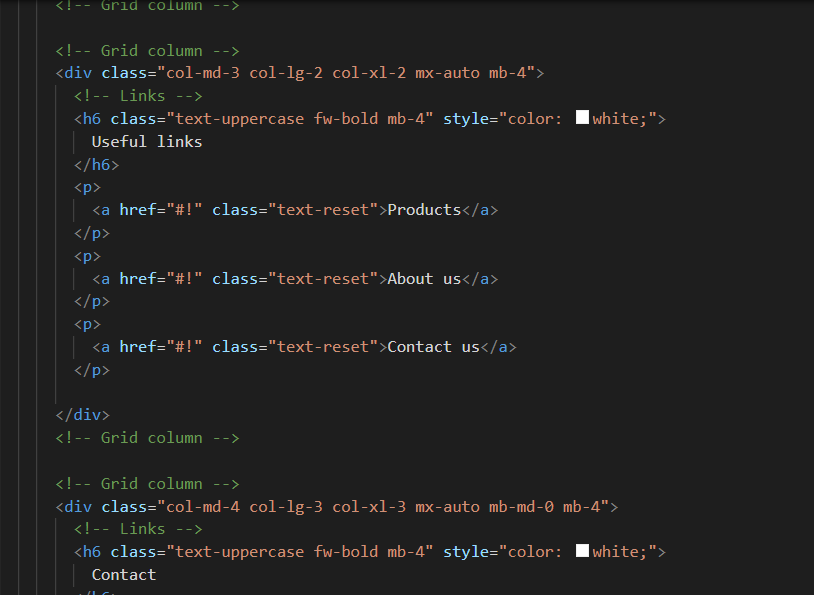 <!-- Grid column -->
<!-- Grid column -->
<div class="col-md-3 col-lg-2 col-xl-2 mx-auto mb-4">
<!-- Links -->
<h6 class="text-uppercase fw-bold mb-4" style="color: white;">
Useful links
</h6>
<p>
<a href="#!" class="text-reset">Products</a>
</p>
<p>
<a href="#!" class="text-reset">About us</a>
</p>
<p>
<a href="#!" class="text-reset">Contact us</a>
</p>
</div>
<!-- Grid column -->
<!-- Grid column -->
<div class="col-md-4 col-lg-3 col-xl-3 mx-auto mb-md-0 mb-4">
<!-- Links -->
<h6 class="text-uppercase fw-bold mb-4" style="color: white;">
Contact
</h6>